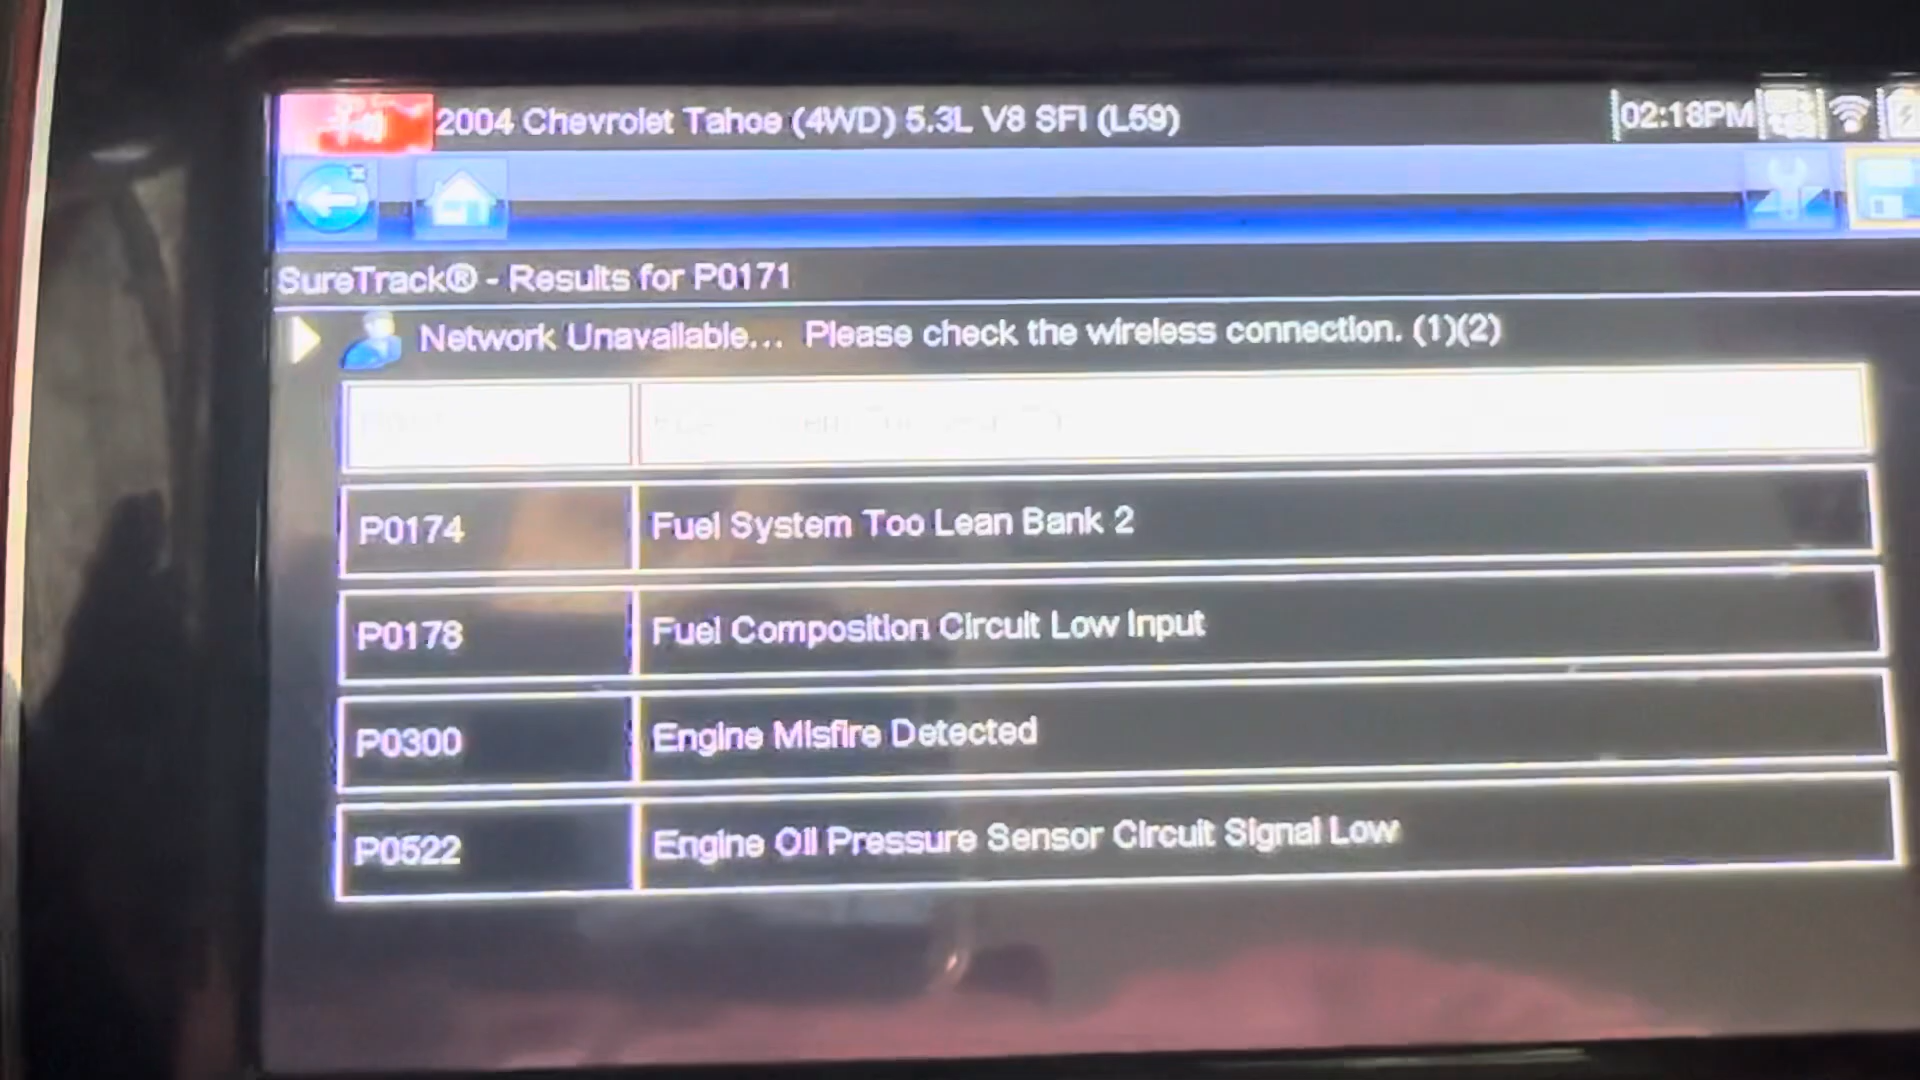 2004 Chevrolet Tahoe (4WD) 5.3L V8 SFI (L59) 02:18PM
SureTrack® - Results for P0171
Network Unavailable... Please check the wireless connection. (1)(2)
P0174 Fuel System Too Lean Bank 2
P0178 Fuel Composition Circuit Low Input
P0300 Engine Misfire Detected
P0522 Engine Oil Pressure Sensor Circuit Signal Low